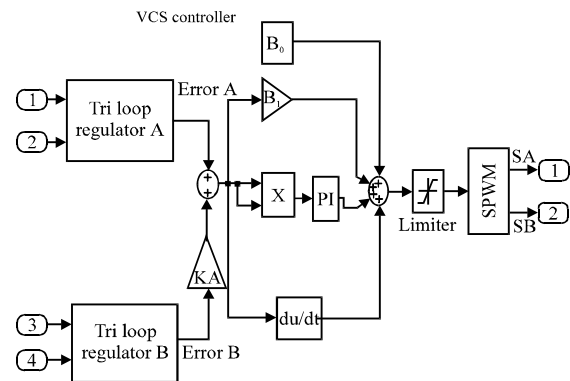 VCS controller
B₀
1
2
Tri loop
regulator A
Error A
B₁
+
+
X
PI
+
+
+
+
Limiter
SPWM
SA
1
SB
2
KA
du/dt
3
4
Tri loop
regulator B
Error B